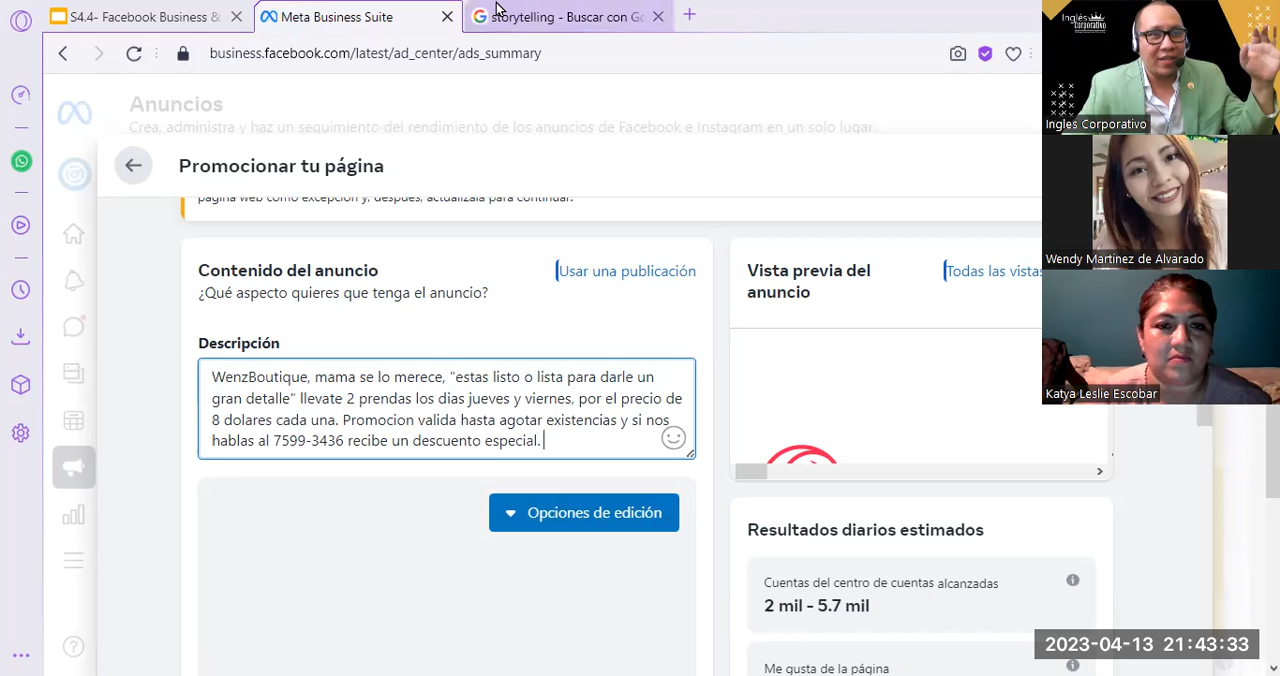 S4.4- Facebook Business &
Meta Business Suite
storytelling - Buscar con Go
business.facebook.com/latest/ad_center/ads_summary
Anuncios
Crea, administra y haz un seguimiento del rendimiento de los anuncios de Facebook e Instagram en un solo lugar.
Promocionar tu página
página web como excepción y, después, actualízala para continuar.
Contenido del anuncio
Usar una publicación
¿Qué aspecto quieres que tenga el anuncio?
Descripción
WenzBoutique, mama se lo merece, "estas listo o lista para darle un
gran detalle" llevate 2 prendas los dias jueves y viernes, por el precio de
8 dolares cada una. Promocion valida hasta agotar existencias y si nos
hablas al 7599-3436 recibe un descuento especial.
Opciones de edición
Vista previa del
anuncio
Todas las vistas
Resultados diarios estimados
Cuentas del centro de cuentas alcanzadas
2 mil - 5.7 mil
Me gusta de la página
Inglés
Corporativo
Ingles Corporativo
Wendy Martinez de Alvarado
Katya Leslie Escobar
2023-04-13 21:43:33